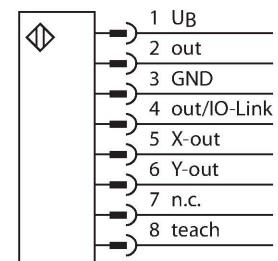 1 UB
2 out
3 GND
4 out/IO-Link
5 X-out
6 Y-out
7 n.c.
8 teach